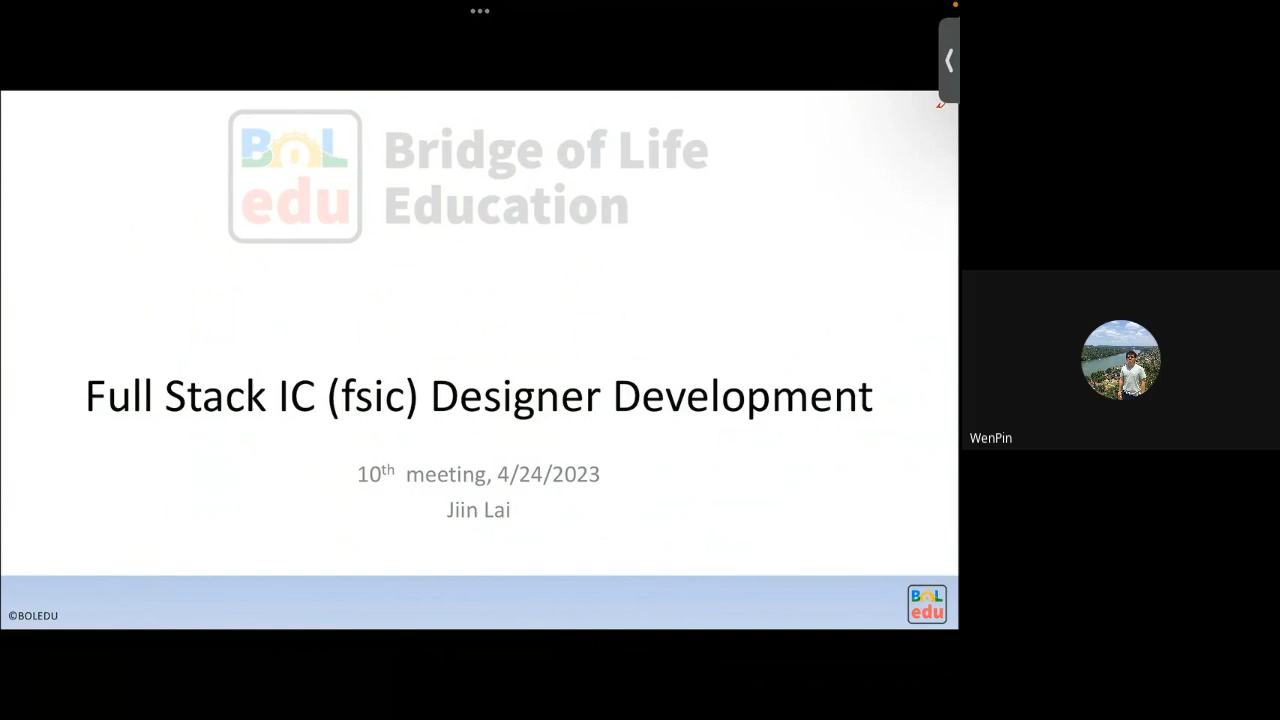 BOL
edu
Bridge of Life
Education
Full Stack IC (fsic) Designer Development
10th meeting, 4/24/2023
Jiin Lai
©BOLEDU
BOL
edu
WenPin